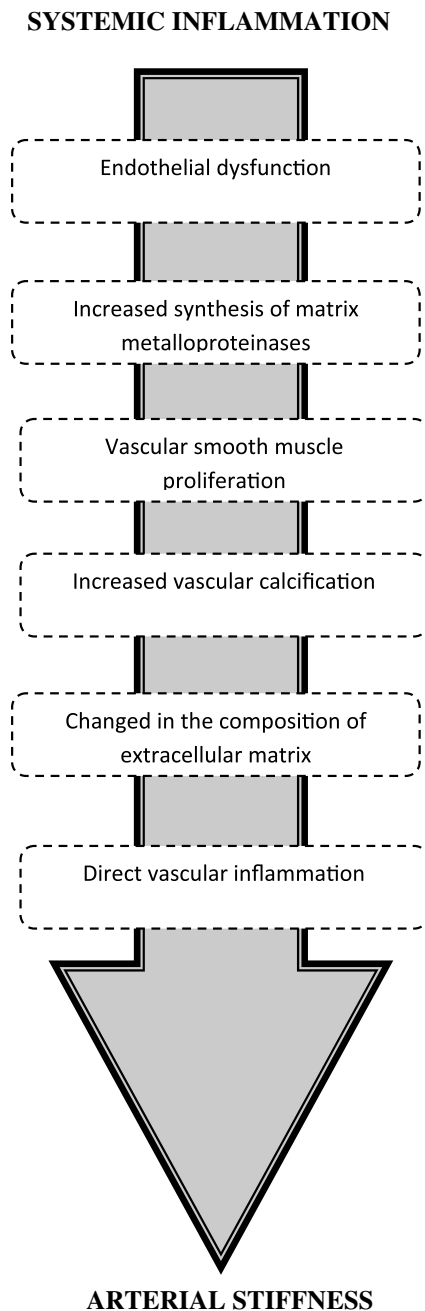 SYSTEMIC INFLAMMATION
Endothelial dysfunction
Increased synthesis of matrix
metalloproteinases
Vascular smooth muscle
proliferation
Increased vascular calcification
Changed in the composition of
extracellular matrix
Direct vascular inflammation
ARTERIAL STIFFNESS